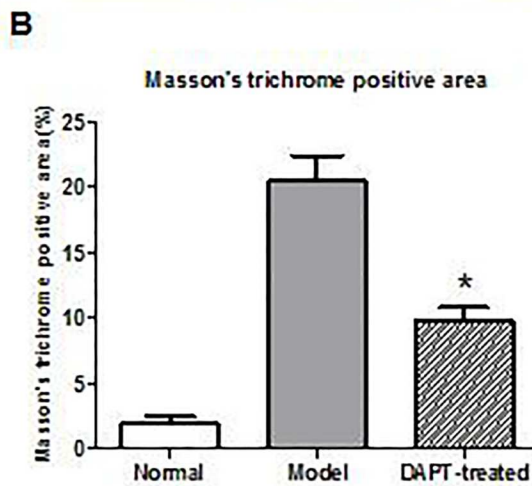 B
Masson's trichrome positive area
Masson's trichrome positive area(%)
25
20
15
10
5
0
*
Normal Model DAPT-treated